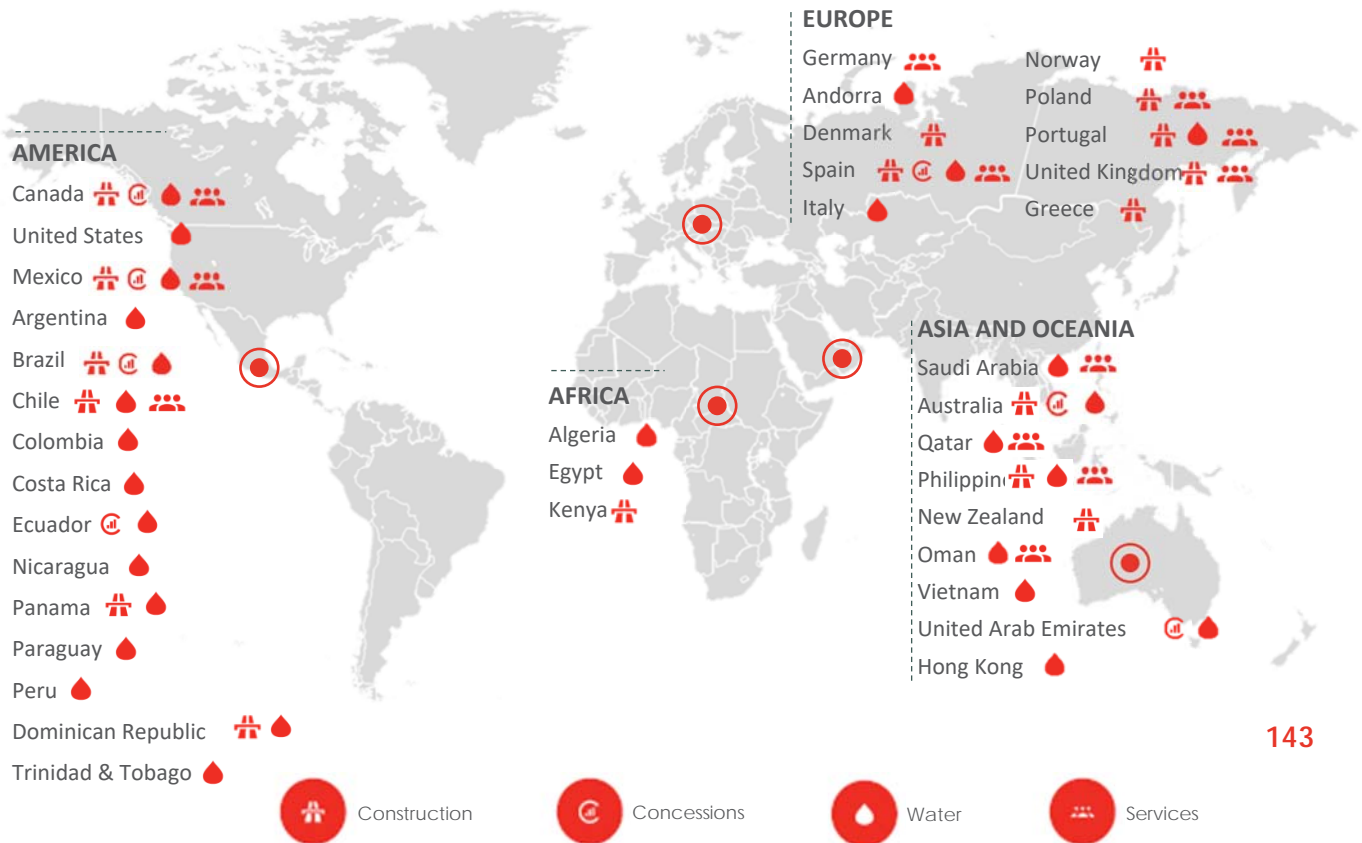 EUROPE
Germany
Andorra
Denmark
Spain
Italy
Norway
Poland
Portugal
United Kingdom
Greece
AMERICA
Canada
United States
Mexico
Argentina
Brazil
Chile
Colombia
Costa Rica
Ecuador
Nicaragua
Panama
Paraguay
Peru
Dominican Republic
Trinidad & Tobago
AFRICA
Algeria
Egypt
Kenya
ASIA AND OCEANIA
Saudi Arabia
Australia
Qatar
Philippin
New Zealand
Oman
Vietnam
United Arab Emirates
Hong Kong
143
Construction
Concessions
Water
Services